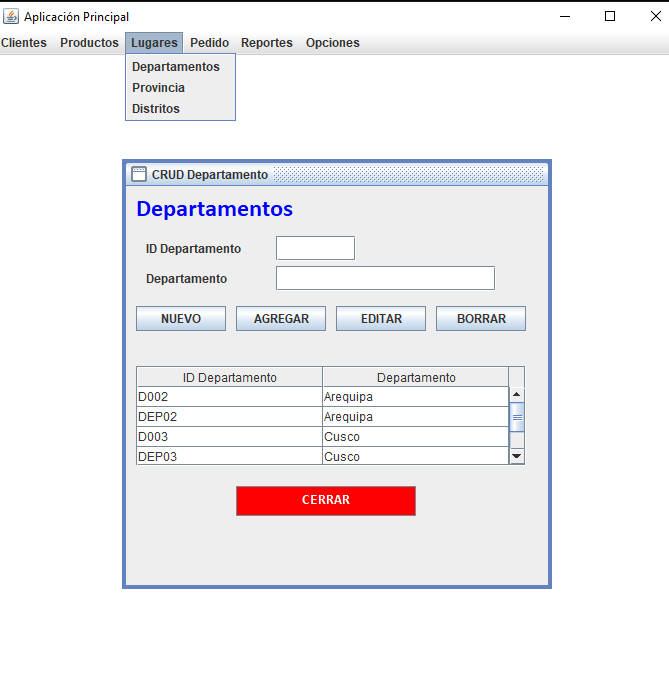 Aplicación Principal
Clientes Productos Lugares Pedido Reportes Opciones
Departamentos
Provincia
Distritos
CRUD Departamento
Departamentos
ID Departamento
Departamento
NUEVO AGREGAR EDITAR BORRAR
ID Departamento Departamento
D002 Arequipa
DEP02 Arequipa
D003 Cusco
DEP03 Cusco
CERRAR